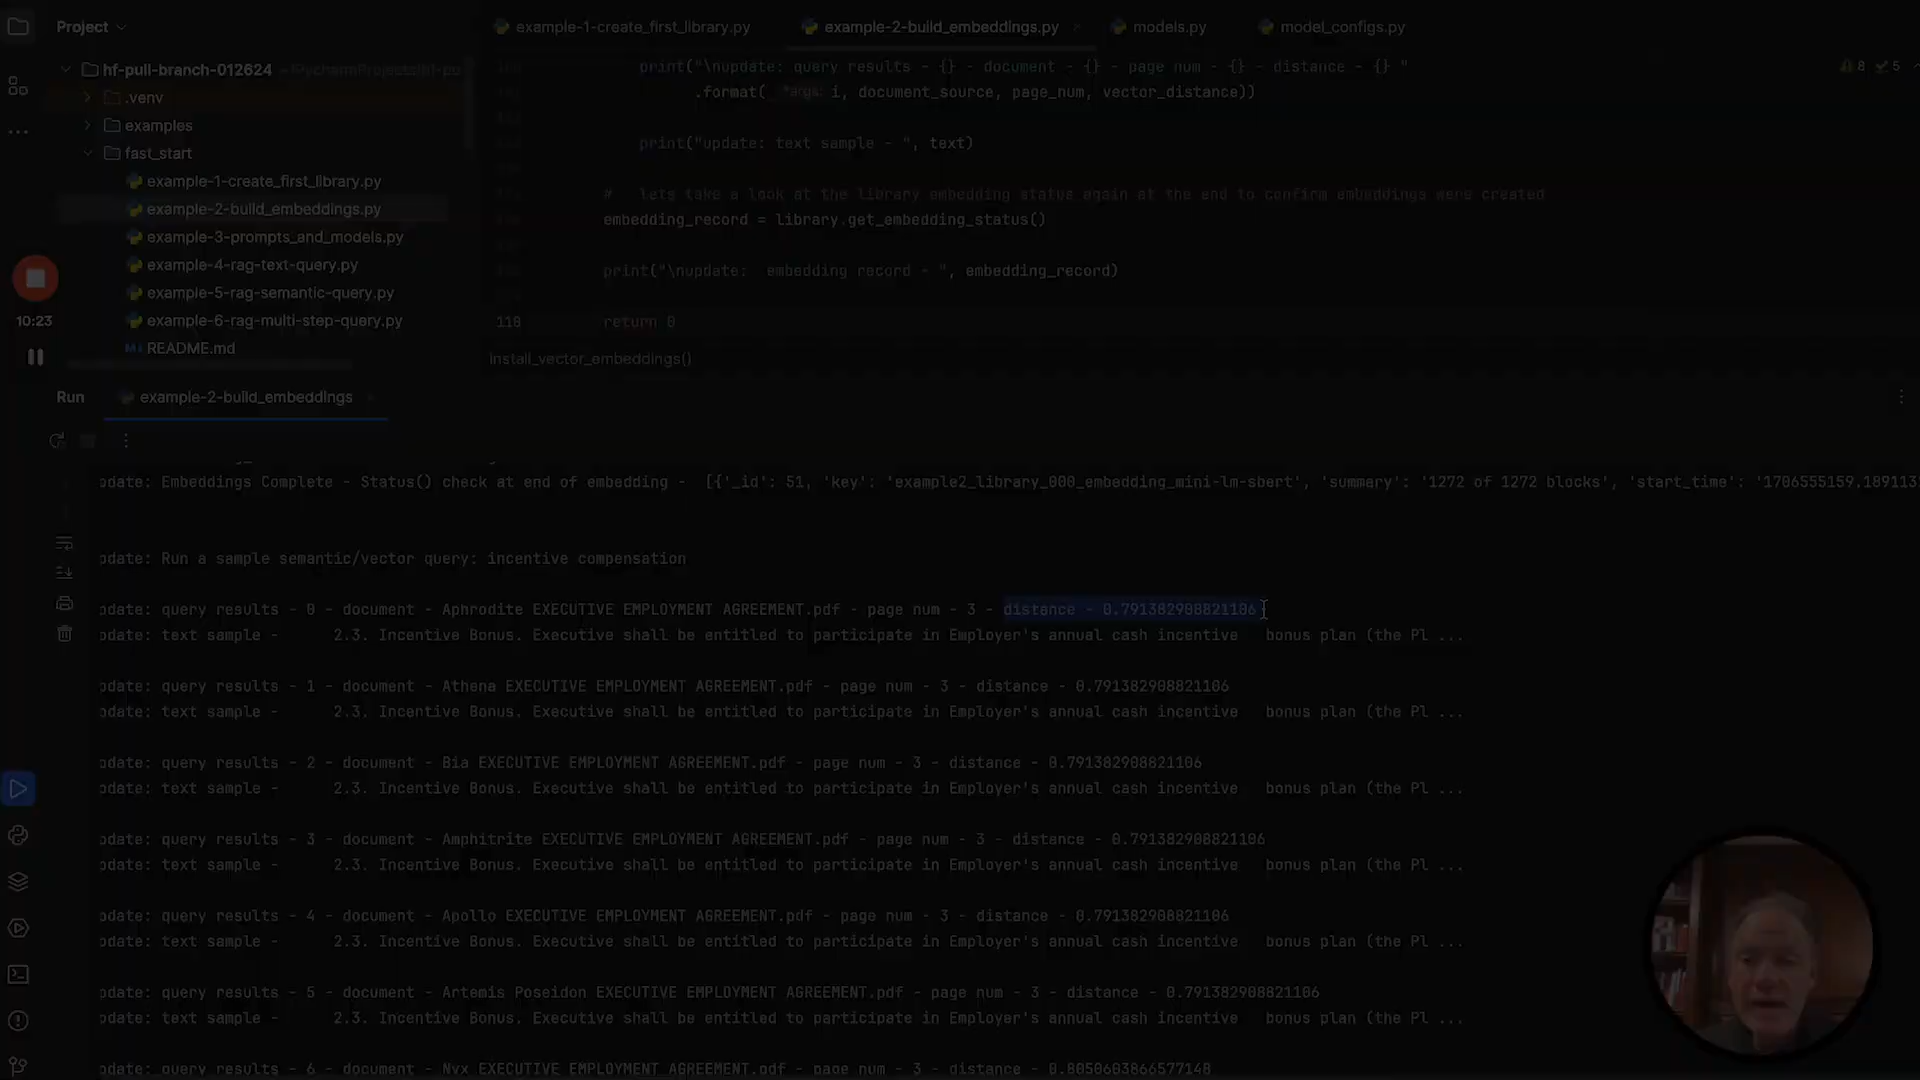 Project
example-1-create_first_library.py
example-2-build_embeddings.py
models.py
model_configs.py
hf-pull-branch-012624
.venv
examples
fast_start
example-1-create_first_library.py
example-2-build_embeddings.py
example-3-prompts_and_models.py
example-4-rag-text-query.py
example-5-rag-semantic-query.py
example-6-rag-multi-step-query.py
README.md
10:23
8 5
print("\nupdate: query results - {} - document - {} - page num - {} - distance - {} "
.format( *args: i, document_source, page_num, vector_distance))
print("update: text sample - ", text)
# lets take a look at the library embedding status again at the end to confirm embeddings were created
embedding_record = library.get_embedding_status()
print("\nupdate:  embedding record - ", embedding_record)
118 return 0
install_vector_embeddings()
Run
example-2-build_embeddings
pdate: Embeddings Complete - Status() check at end of embedding -  [{'_id': 51, 'key': 'example2_library_000_embedding_mini-lm-sbert', 'summary': '1272 of 1272 blocks', 'start_time': '1706555159.189113
pdate: Run a sample semantic/vector query: incentive compensation
pdate: query results - 0 - document - Aphrodite EXECUTIVE EMPLOYMENT AGREEMENT.pdf - page num - 3 - distance - 0.791382908821106
pdate: text sample -      2.3. Incentive Bonus. Executive shall be entitled to participate in Employer's annual cash incentive   bonus plan (the Pl ...
pdate: query results - 1 - document - Athena EXECUTIVE EMPLOYMENT AGREEMENT.pdf - page num - 3 - distance - 0.791382908821106
pdate: text sample -      2.3. Incentive Bonus. Executive shall be entitled to participate in Employer's annual cash incentive   bonus plan (the Pl ...
pdate: query results - 2 - document - Bia EXECUTIVE EMPLOYMENT AGREEMENT.pdf - page num - 3 - distance - 0.791382908821106
pdate: text sample -      2.3. Incentive Bonus. Executive shall be entitled to participate in Employer's annual cash incentive   bonus plan (the Pl ...
pdate: query results - 3 - document - Amphitrite EXECUTIVE EMPLOYMENT AGREEMENT.pdf - page num - 3 - distance - 0.791382908821106
pdate: text sample -      2.3. Incentive Bonus. Executive shall be entitled to participate in Employer's annual cash incentive   bonus plan (the Pl ...
pdate: query results - 4 - document - Apollo EXECUTIVE EMPLOYMENT AGREEMENT.pdf - page num - 3 - distance - 0.791382908821106
pdate: text sample -      2.3. Incentive Bonus. Executive shall be entitled to participate in Employer's annual cash incentive   bonus plan (the Pl ...
pdate: query results - 5 - document - Artemis Poseidon EXECUTIVE EMPLOYMENT AGREEMENT.pdf - page num - 3 - distance - 0.791382908821106
pdate: text sample -      2.3. Incentive Bonus. Executive shall be entitled to participate in Employer's annual cash incentive   bonus plan (the Pl ...
pdate: query results - 6 - document - Nyx EXECUTIVE EMPLOYMENT AGREEMENT.pdf - page num - 3 - distance - 0.8050603866577148